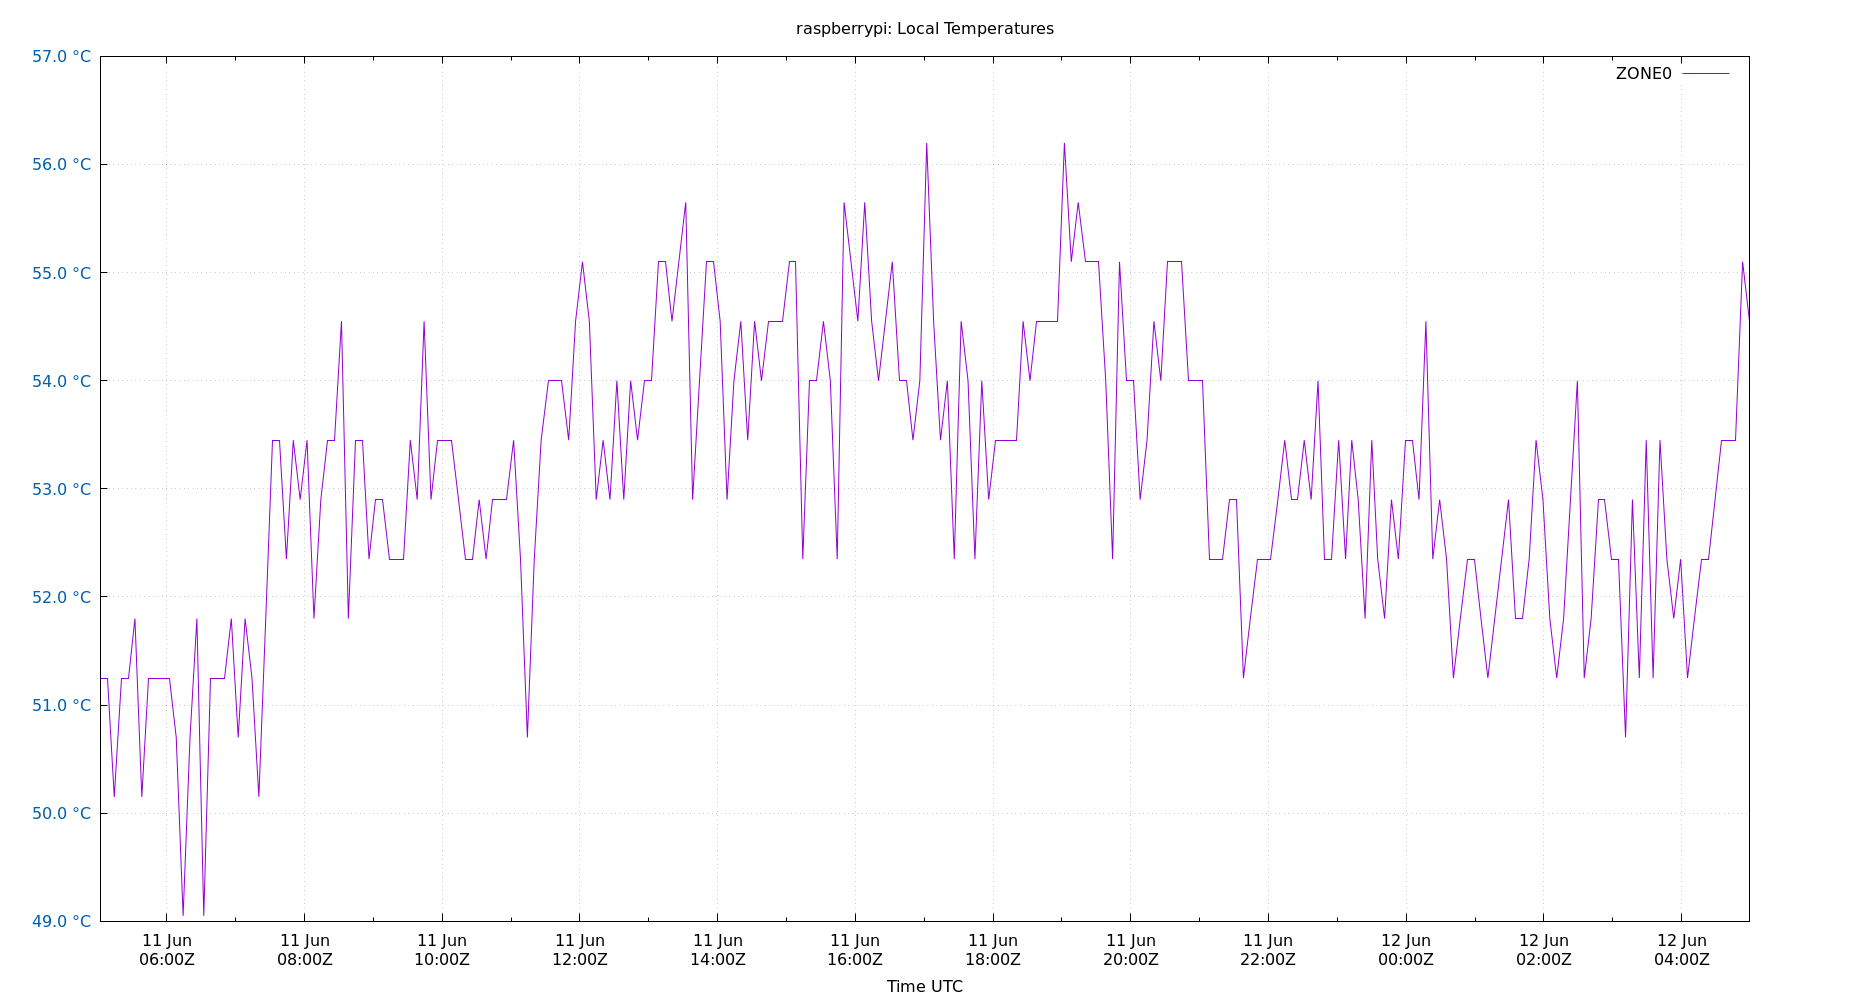 raspberrypi: Local Temperatures
57.0 °C
ZONE0
56.0 °C
55.0 °C
54.0 °C
53.0 °C
52.0 °C
51.0 °C
50.0 °C
49.0 °C
11 Jun 11 Jun 11 Jun 11 Jun 11 Jun 11 Jun 11 Jun 11 Jun 11 Jun 12 Jun 12 Jun 12 Jun
06:00Z 08:00Z 10:00Z 12:00Z 14:00Z 16:00Z 18:00Z 20:00Z 22:00Z 00:00Z 02:00Z 04:00Z
Time UTC